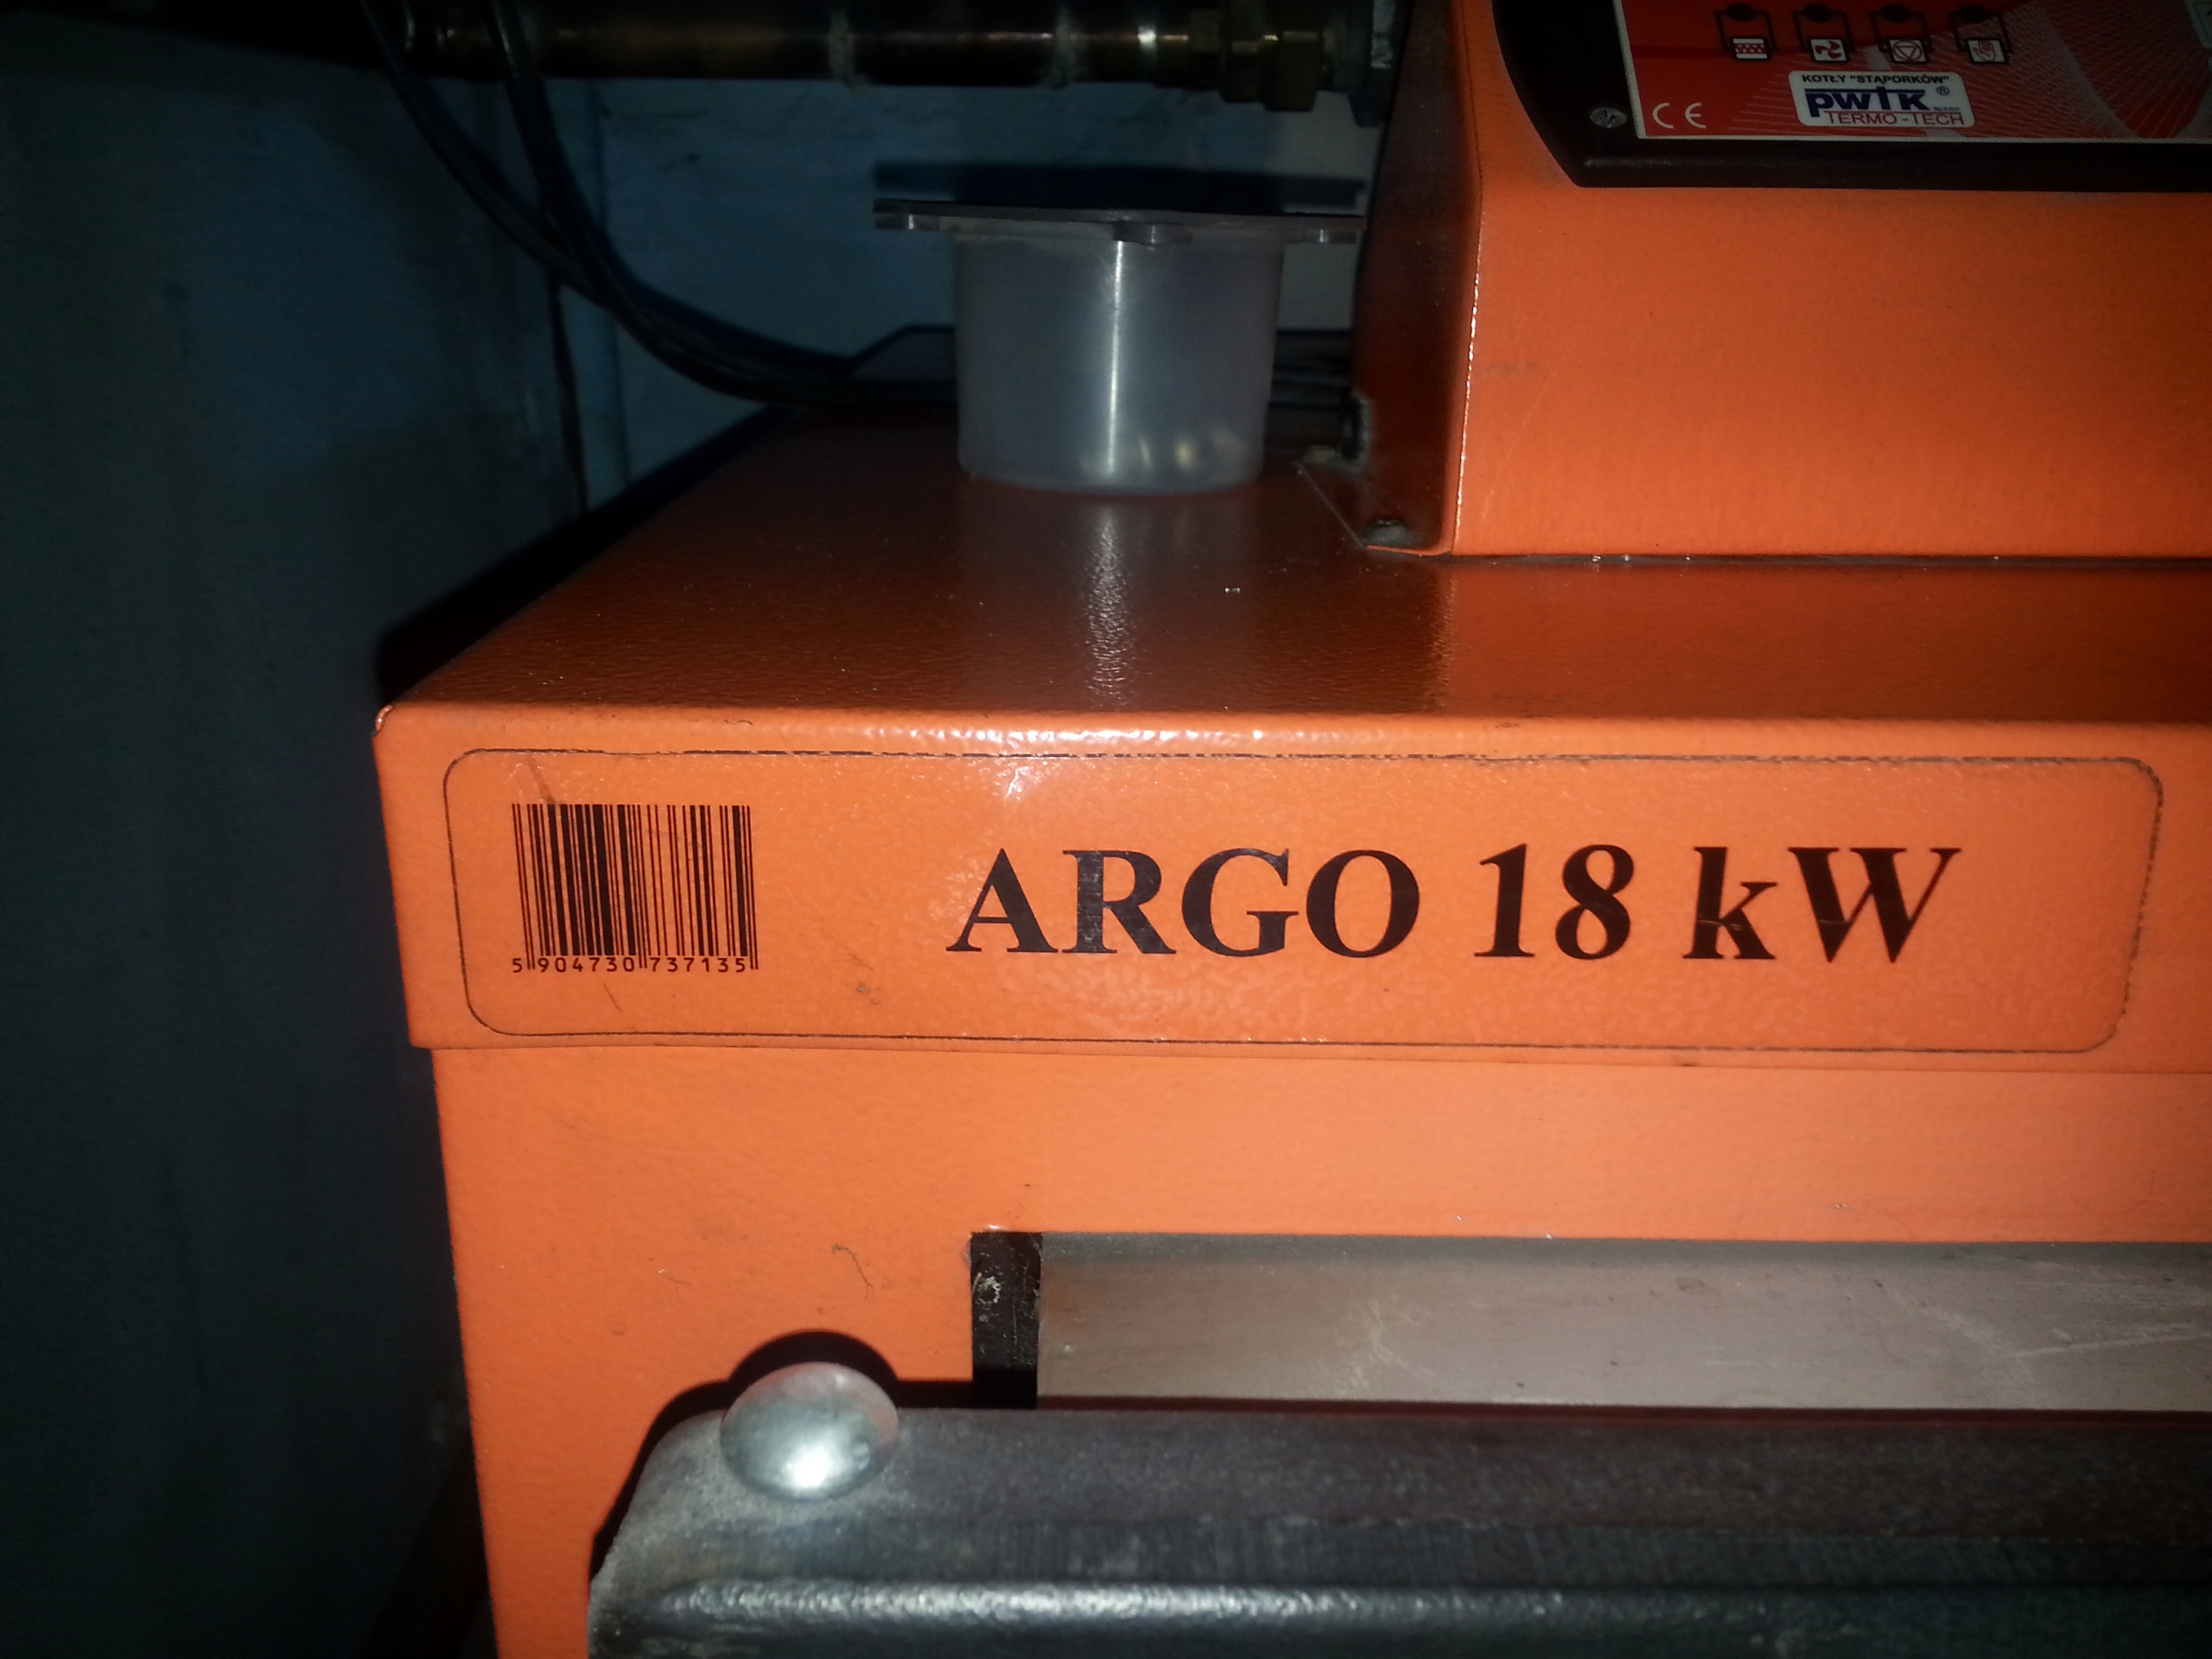 KOTŁY "STĄPORKÓW"
pwtk ®
TERMO-TECH
CE
ARGO 18 kW
5 904730 737135